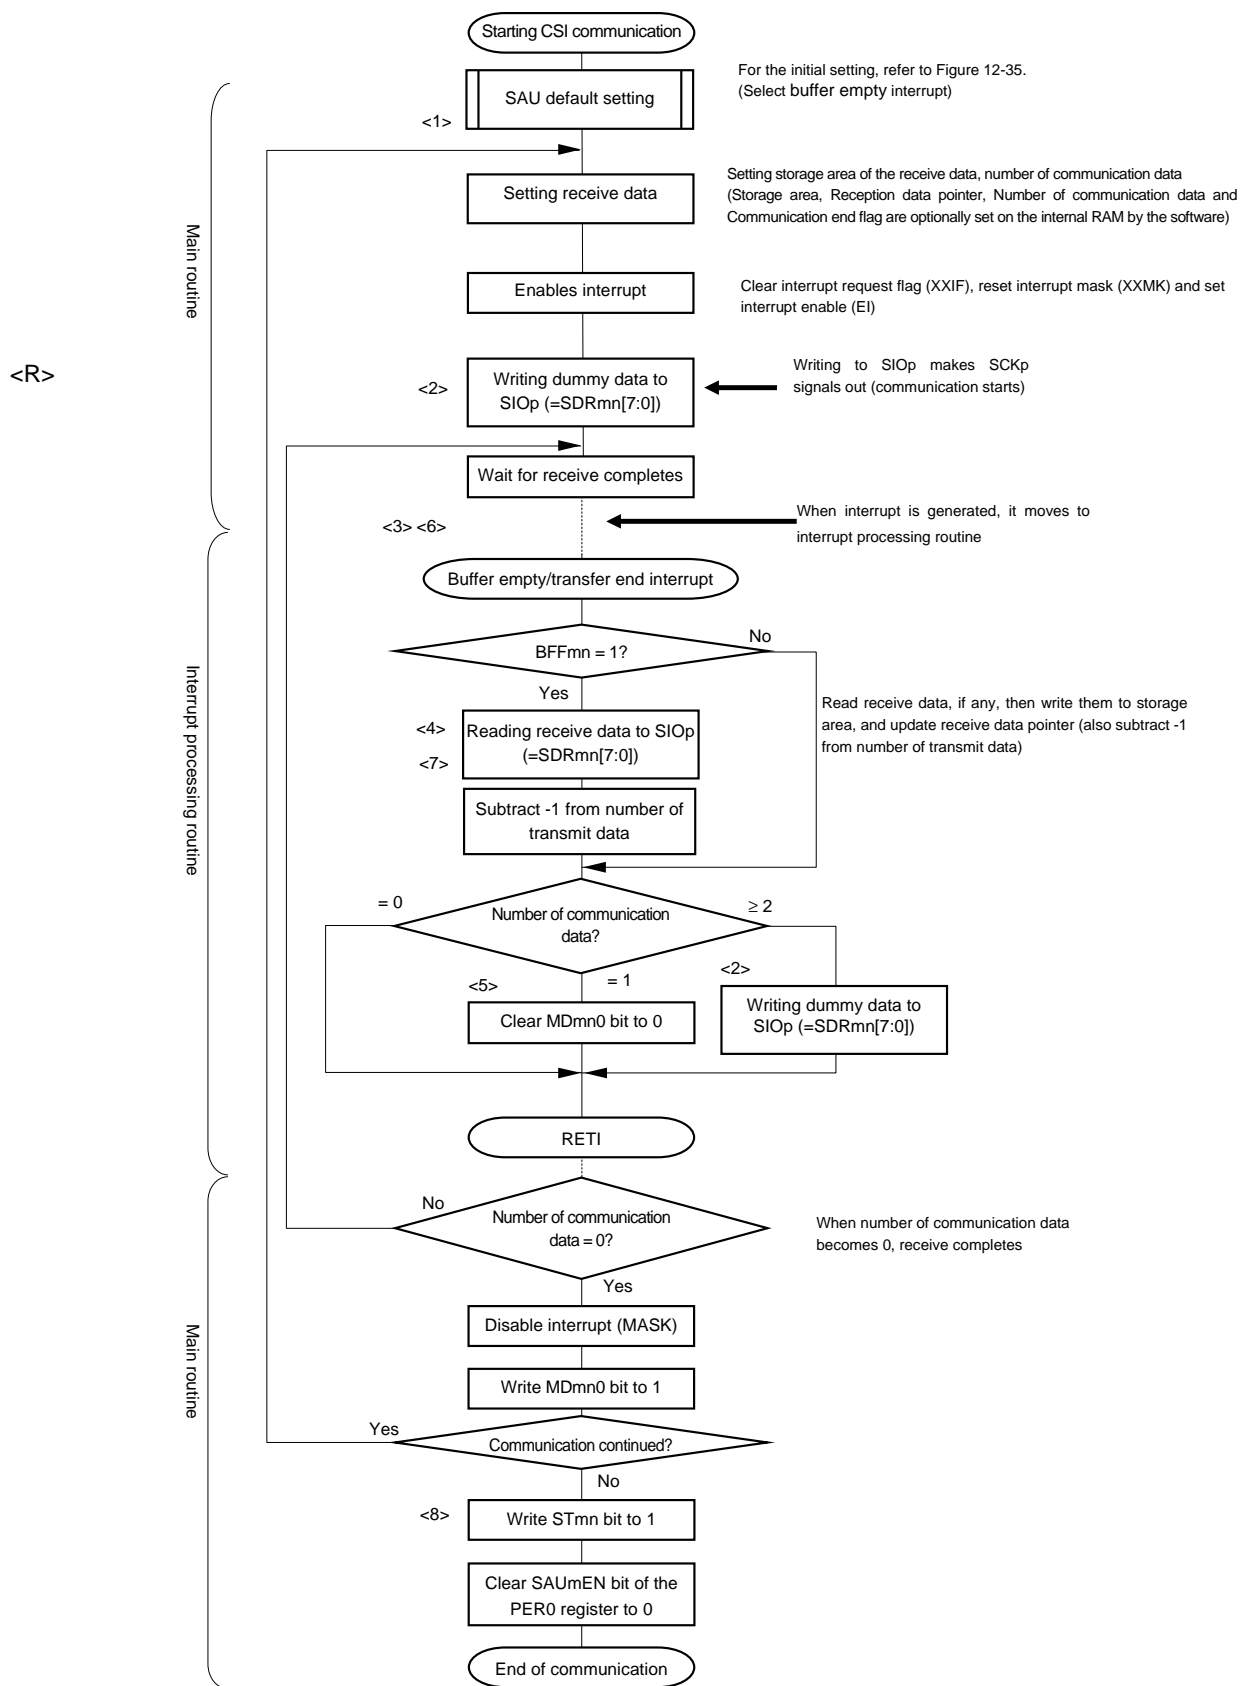 Starting CSI communication
For the initial setting, refer to Figure 12-35.
(Select buffer empty interrupt)
SAU default setting
<1>
Setting storage area of the receive data, number of communication data
(Storage area, Reception data pointer, Number of communication data and
Communication end flag are optionally set on the internal RAM by the software)
Setting receive data
Main routine
Enables interrupt
Clear interrupt request flag (XXIF), reset interrupt mask (XXMK) and set
interrupt enable (EI)
<R>
<2>
Writing dummy data to
SIOp (=SDRmn[7:0])
Writing to SIOp makes SCKp
signals out (communication starts)
Wait for receive completes
<3> <6>
When interrupt is generated, it moves to
interrupt processing routine
Buffer empty/transfer end interrupt
BFFmn = 1?
No
Yes
Interrupt processing routine
<4>
<7>
Reading receive data to SIOp
(=SDRmn[7:0])
Read receive data, if any, then write them to storage
area, and update receive data pointer (also subtract -1
from number of transmit data)
Subtract -1 from number of
transmit data
= 0
Number of communication
data?
≥ 2
= 1
<5>
Clear MDmn0 bit to 0
<2>
Writing dummy data to
SIOp (=SDRmn[7:0])
RETI
No
Number of communication
data = 0?
When number of communication data
becomes 0, receive completes
Yes
Main routine
Disable interrupt (MASK)
Write MDmn0 bit to 1
Yes
Communication continued?
No
<8>
Write STmn bit to 1
Clear SAUmEN bit of the
PER0 register to 0
End of communication